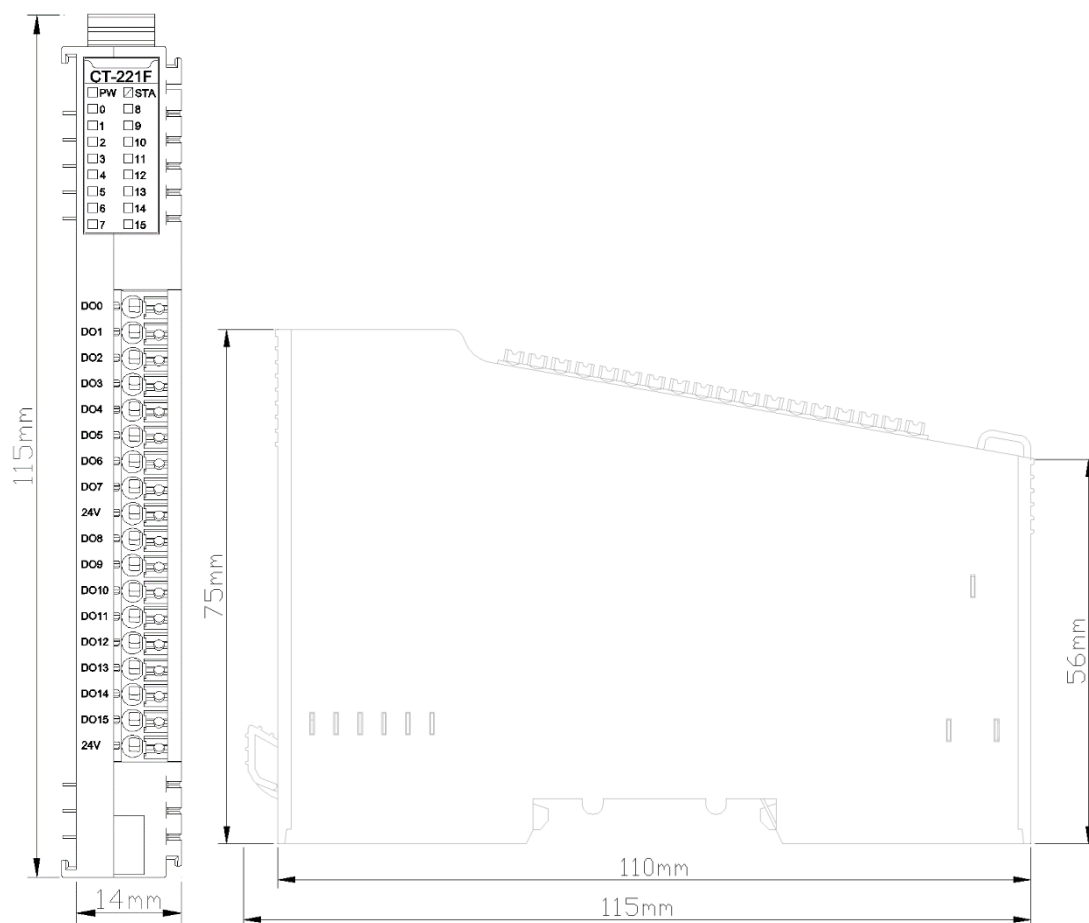 CT-221F
PW STA
0 8
1 9
2 10
3 11
4 12
5 13
6 14
7 15
DO0
DO1
DO2
DO3
DO4
DO5
DO6
DO7
24V
DO8
DO9
DO10
DO11
DO12
DO13
DO14
DO15
24V
115mm
14mm
75mm
56mm
110mm
115mm